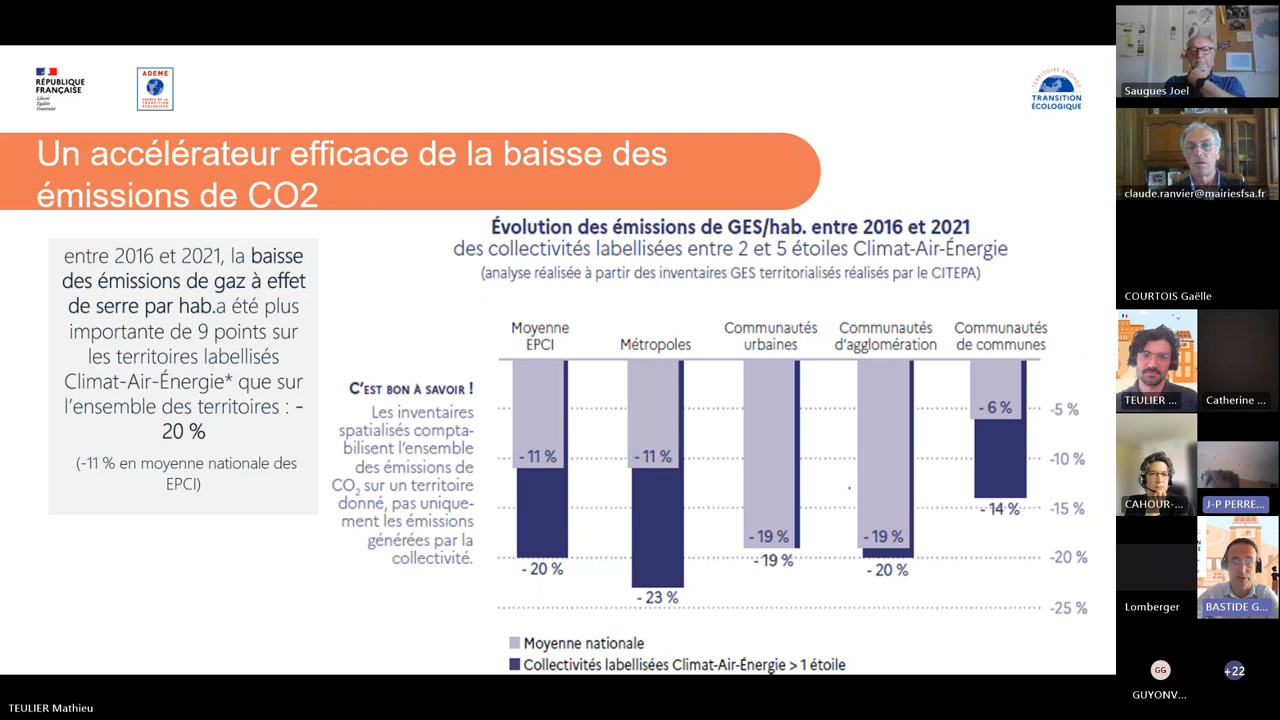 RÉPUBLIQUE
FRANÇAISE
Liberté
Égalité
Fraternité
ADEME
AGENCE DE LA
TRANSITION
ÉCOLOGIQUE
TERRITOIRE ENGAGÉ
TRANSITION
ÉCOLOGIQUE
Un accélérateur efficace de la baisse des
émissions de CO2
entre 2016 et 2021, la baisse
des émissions de gaz à effet
de serre par hab.a été plus
importante de 9 points sur
les territoires labellisés
Climat-Air-Énergie* que sur
l'ensemble des territoires : -
20 %
(-11 % en moyenne nationale des
EPCI)
Évolution des émissions de GES/hab. entre 2016 et 2021
des collectivités labellisées entre 2 et 5 étoiles Climat-Air-Énergie
(analyse réalisée à partir des inventaires GES territorialisés réalisés par le CITEPA)
C'EST BON À SAVOIR !
Les inventaires
spatialisés compta-
bilisent l'ensemble
des émissions de
CO2 sur un territoire
donné, pas unique-
ment les émissions
générées par la
collectivité.
Moyenne
EPCI
Métropoles
Communautés
urbaines
Communautés
d'agglomération
Communautés
de communes
- 11 %
- 11 %
- 19 %
- 19 %
- 6 %
- 20 %
- 23 %
- 19 %
- 20 %
- 14 %
-5 %
-10 %
-15 %
-20 %
-25 %
Moyenne nationale
Collectivités labellisées Climat-Air-Énergie > 1 étoile
TEULIER Mathieu
Saugues Joel
claude.ranvier@mairiesfsa.fr
COURTOIS Gaëlle
TEULIER ...
Catherine ...
CAHOUR-...
J-P PERRE...
Lomberger
BASTIDE G...
GG
GUYONV...
+22